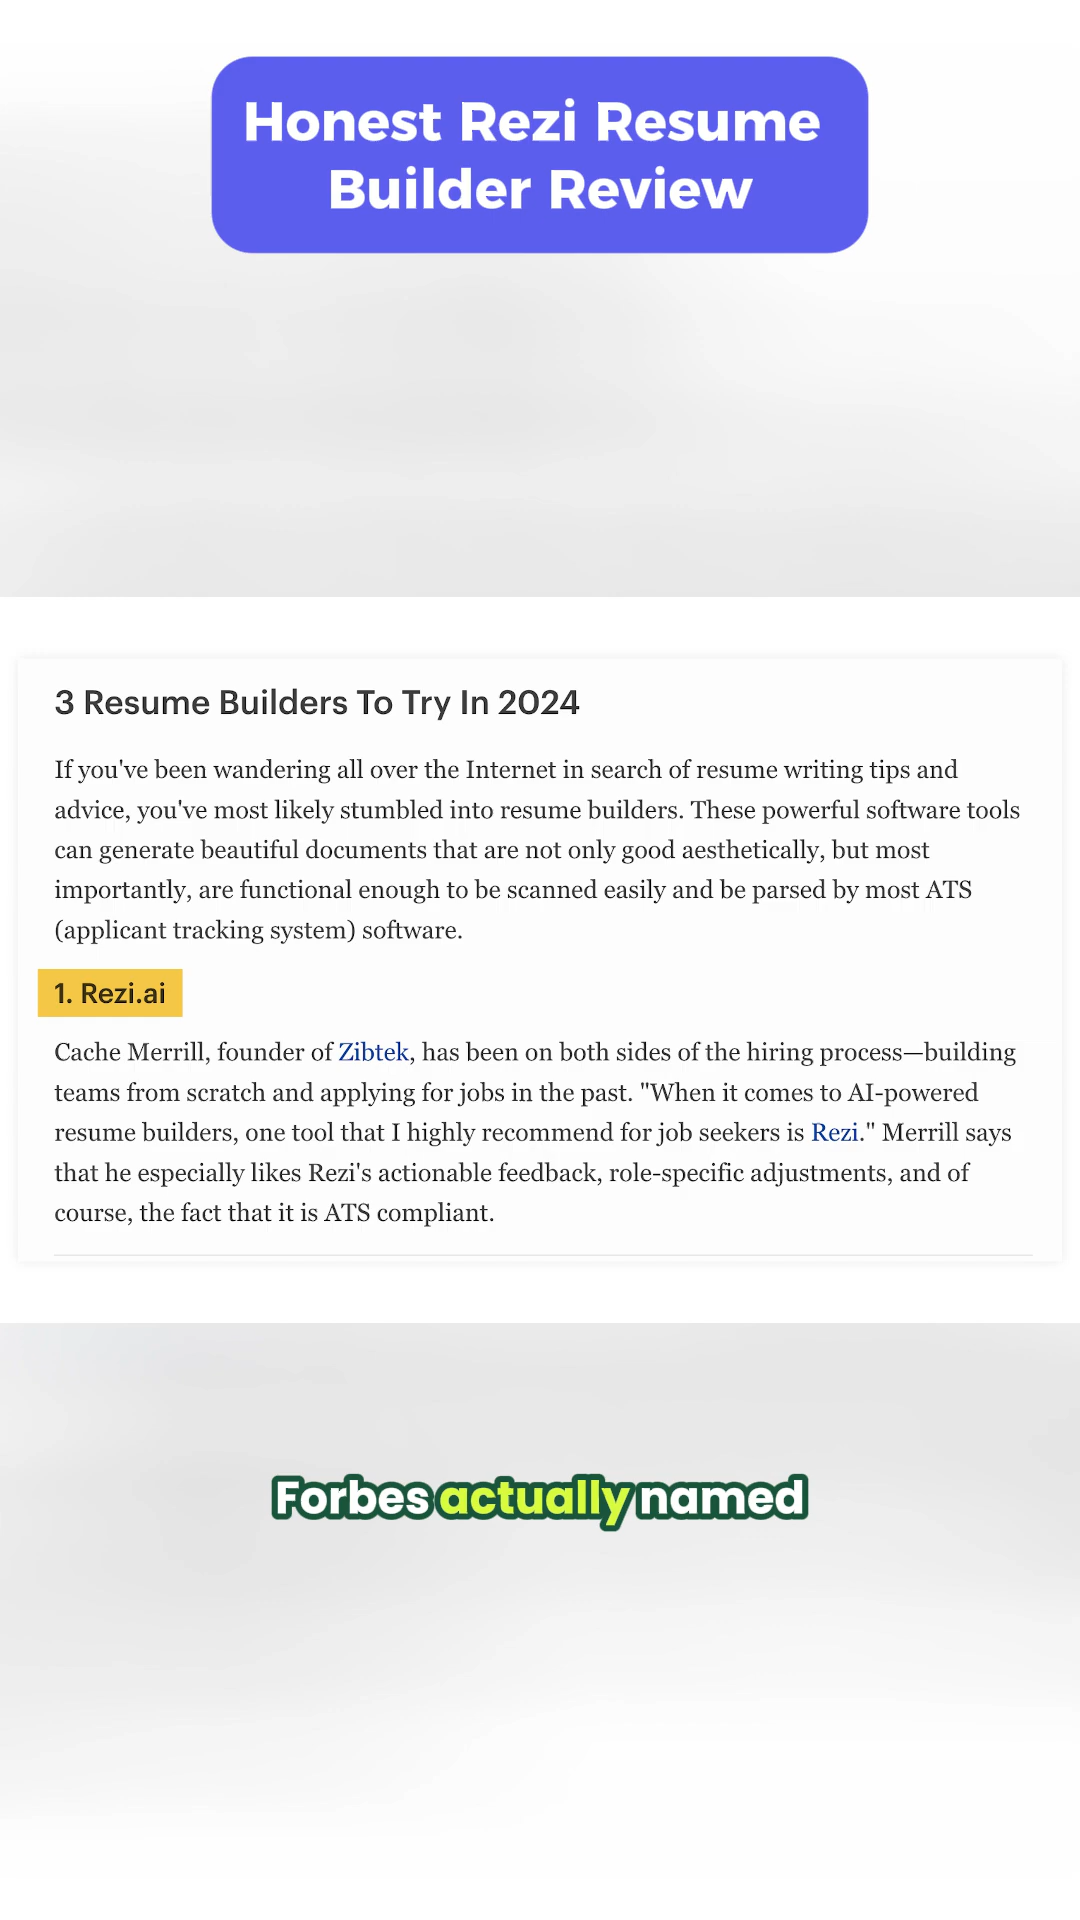 Honest Rezi Resume
Builder Review
3 Resume Builders To Try In 2024
If you've been wandering all over the Internet in search of resume writing tips and
advice, you've most likely stumbled into resume builders. These powerful software tools
can generate beautiful documents that are not only good aesthetically, but most
importantly, are functional enough to be scanned easily and be parsed by most ATS
(applicant tracking system) software.
1. Rezi.ai
Cache Merrill, founder of Zibtek, has been on both sides of the hiring process—building
teams from scratch and applying for jobs in the past. "When it comes to AI-powered
resume builders, one tool that I highly recommend for job seekers is Rezi." Merrill says
that he especially likes Rezi's actionable feedback, role-specific adjustments, and of
course, the fact that it is ATS compliant.
Forbes actually named